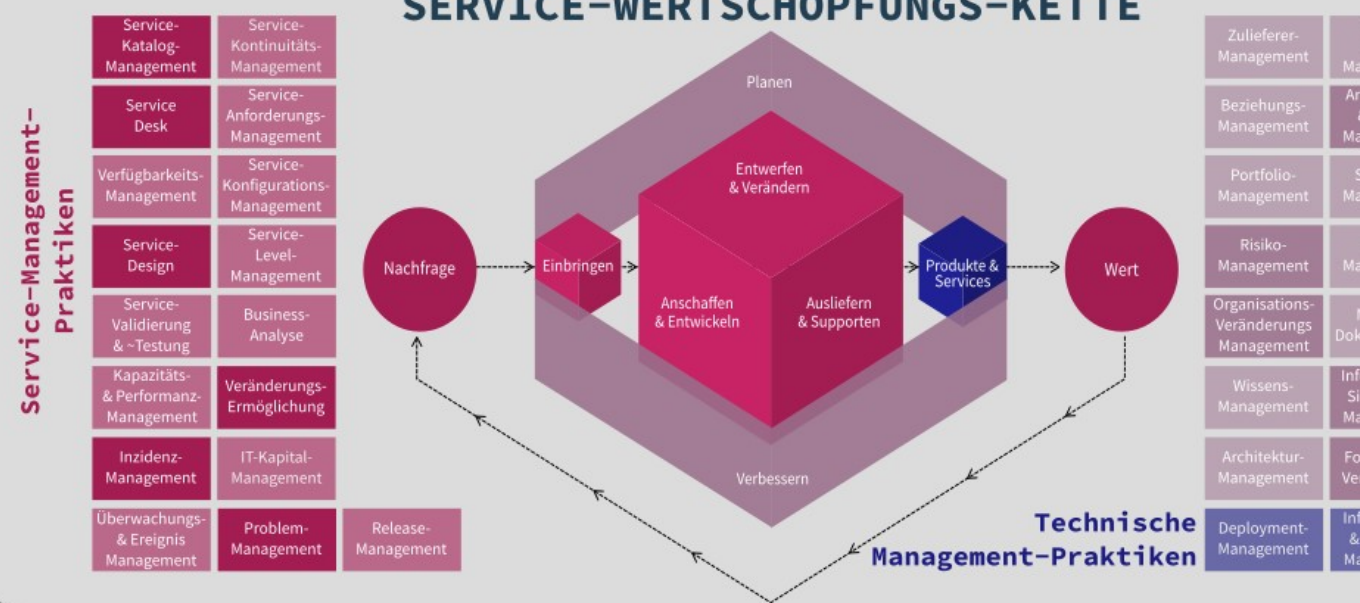 SERVICE-WERTSCHÖPFUNGS-KETTE
Service-Management-
Praktiken
Service-
Katalog-
Management
Service-
Kontinuitäts-
Management
Service
Desk
Service-
Anforderungs-
Management
Verfügbarkeits-
Management
Service-
Konfigurations-
Management
Service-
Design
Service-
Level-
Management
Service-
Validierung
& ~Testung
Business-
Analyse
Kapazitäts-
& Performanz-
Management
Veränderungs-
Ermöglichung
Inzidenz-
Management
IT-Kapital-
Management
Überwachungs-
& Ereignis
Management
Problem-
Management
Release-
Management
Planen
Entwerfen
& Verändern
Nachfrage
Einbringen
Anschaffen
& Entwickeln
Ausliefern
& Supporten
Produkte &
Services
Wert
Verbessern
Zulieferer-
Management
Beziehungs-
Management
Portfolio-
Management
Risiko-
Management
Organisations-
Veränderungs
Management
Wissens-
Management
Architektur-
Management
Technische
Management-Praktiken
Deployment-
Management